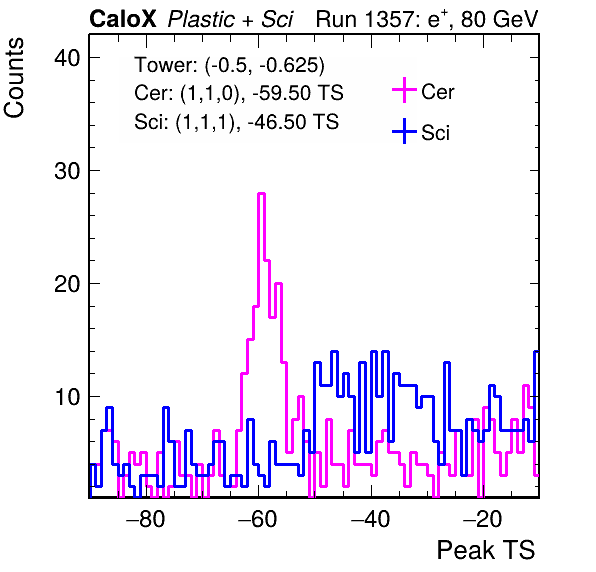 CaloX Plastic + Sci Run 1357: e⁺, 80 GeV
Tower: (-0.5, -0.625)
Cer: (1,1,0), -59.50 TS
Sci: (1,1,1), -46.50 TS
Cer
Sci
Counts
40
30
20
10
−80 −60 −40 −20
Peak TS